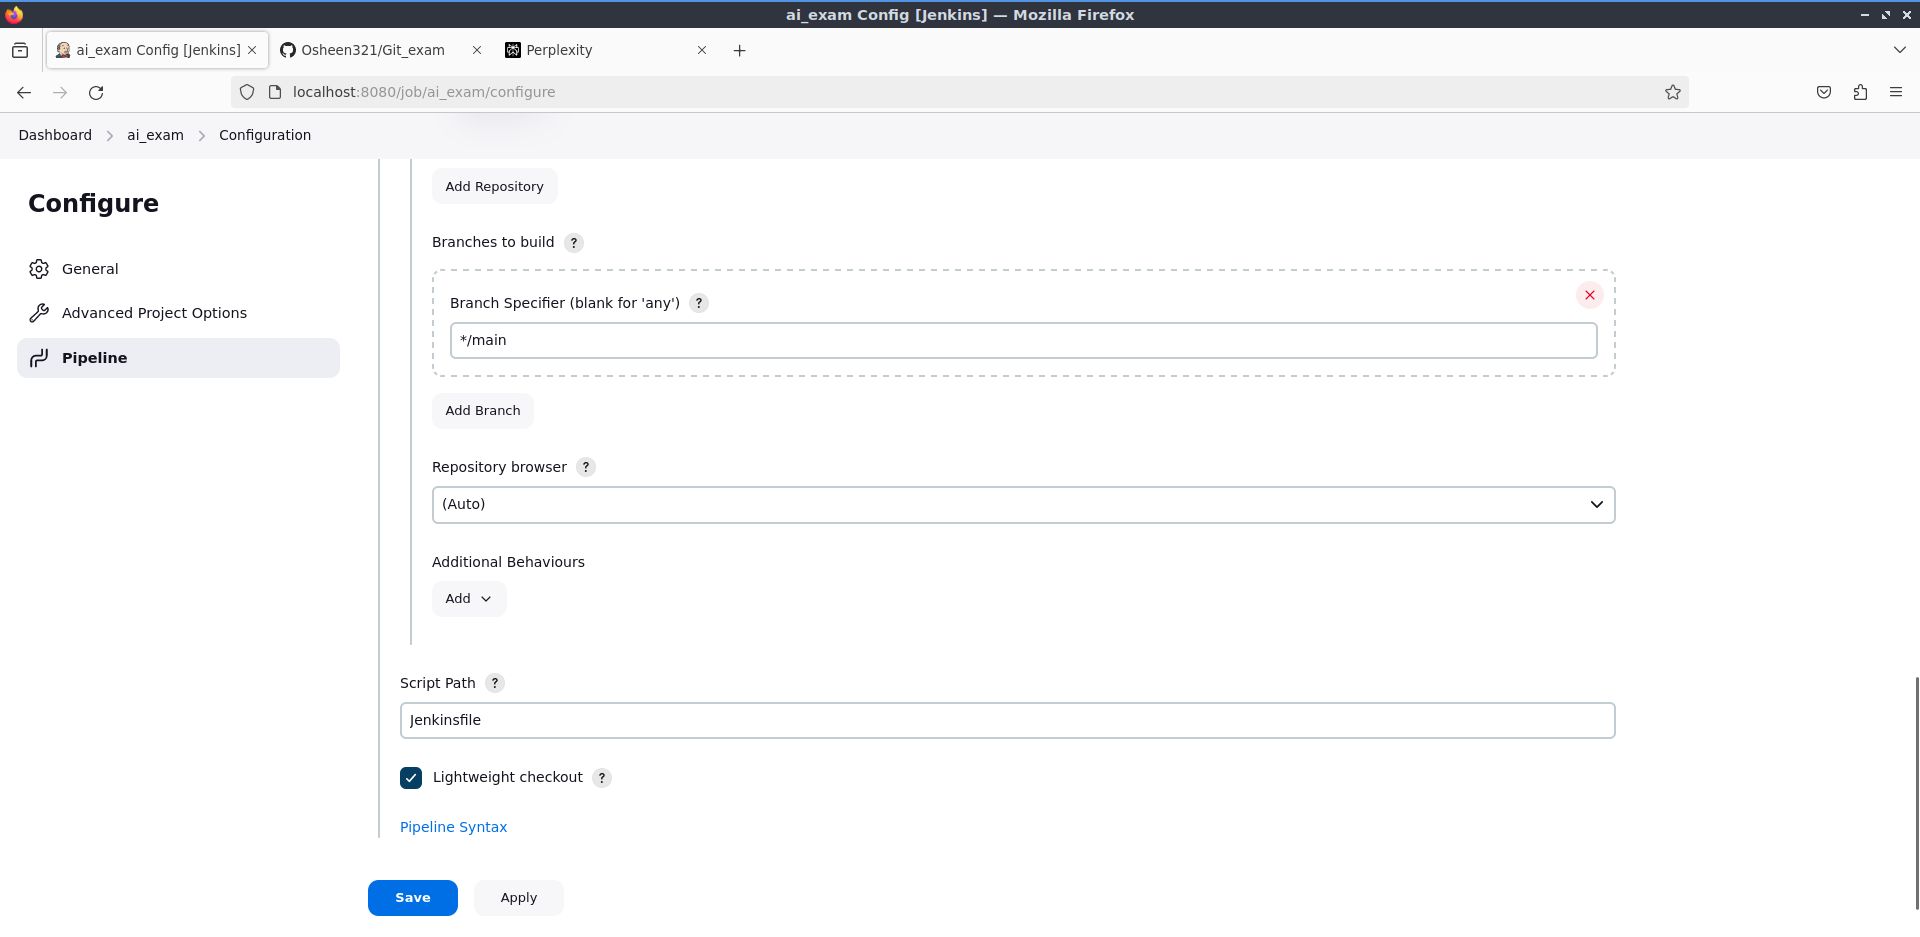 ai_exam Config [Jenkins] — Mozilla Firefox
ai_exam Config [Jenkins]
Osheen321/Git_exam
Perplexity
localhost:8080/job/ai_exam/configure
Dashboard
ai_exam
Configuration
Configure
General
Advanced Project Options
Pipeline
Add Repository
Branches to build ?
Branch Specifier (blank for 'any') ?
*/main
Add Branch
Repository browser ?
(Auto)
Additional Behaviours
Add
Script Path ?
Jenkinsfile
Lightweight checkout ?
Pipeline Syntax
Save
Apply